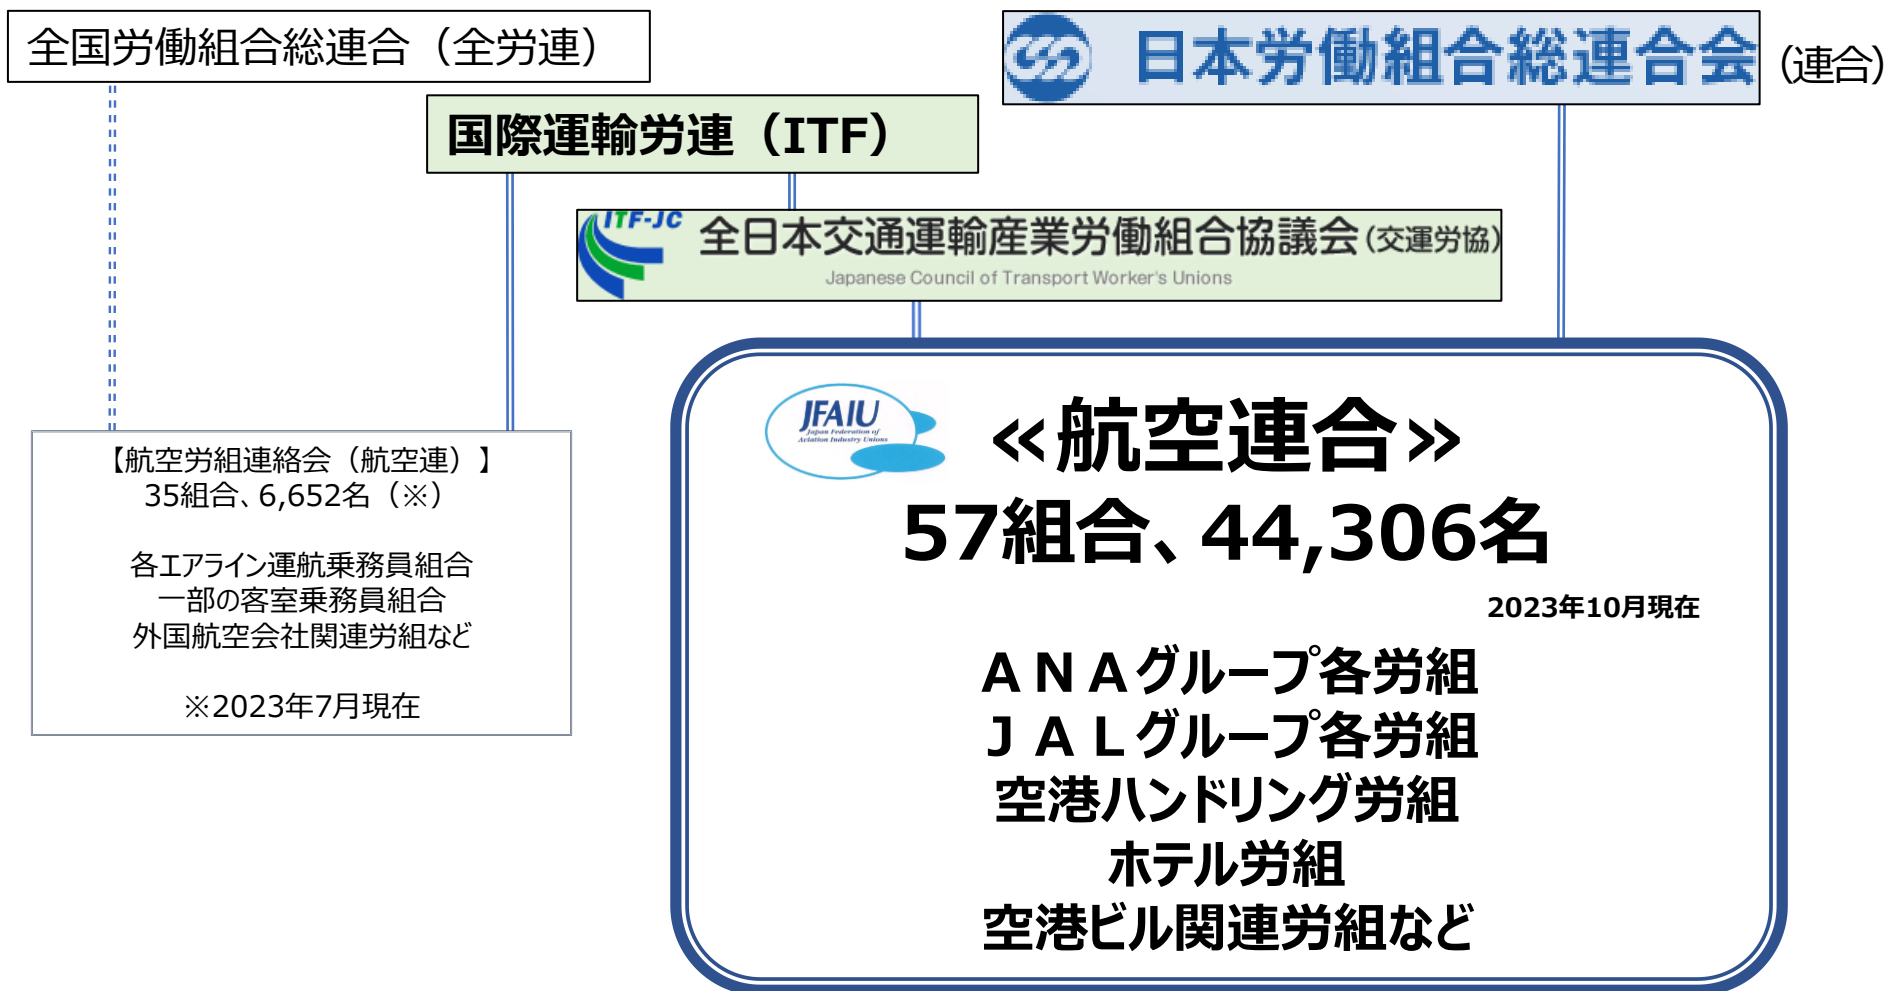 全国労働組合総連合（全労連）
日本労働組合総連合会（連合）
国際運輸労連（ITF）
ITF-JC
全日本交通運輸産業労働組合協議会(交運労協)
Japanese Council of Transport Worker's Unions
【航空労組連絡会（航空連）】
35組合、6,652名（※）
各エアライン運航乗務員組合
一部の客室乗務員組合
外国航空会社関連労組など
※2023年7月現在
JFAIU
Japan Federation of
Aviation Industry Unions
≪航空連合≫
57組合、44,306名
2023年10月現在
ＡＮＡグループ各労組
ＪＡＬグループ各労組
空港ハンドリング労組
ホテル労組
空港ビル関連労組など